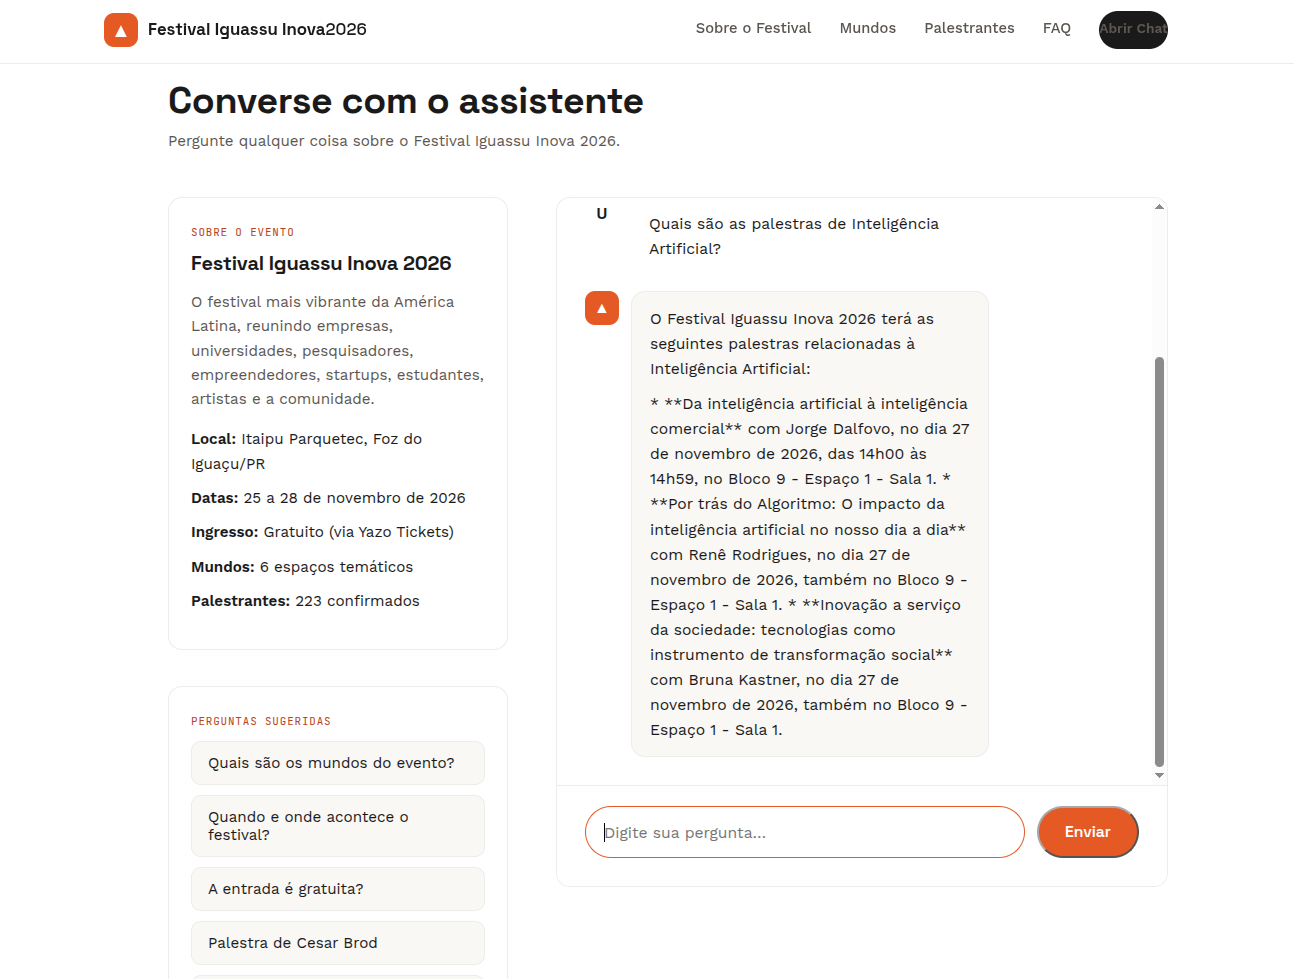 Festival Iguassu Inova2026
Sobre o Festival
Mundos
Palestrantes
FAQ
Abrir Chat
Converse com o assistente
Pergunte qualquer coisa sobre o Festival Iguassu Inova 2026.
SOBRE O EVENTO
Festival Iguassu Inova 2026
O festival mais vibrante da América
Latina, reunindo empresas,
universidades, pesquisadores,
empreendedores, startups, estudantes,
artistas e a comunidade.
Local: Itaipu Parquetec, Foz do
Iguaçu/PR
Datas: 25 a 28 de novembro de 2026
Ingresso: Gratuito (via Yazo Tickets)
Mundos: 6 espaços temáticos
Palestrantes: 223 confirmados
PERGUNTAS SUGERIDAS
Quais são os mundos do evento?
Quando e onde acontece o
festival?
A entrada é gratuita?
Palestra de Cesar Brod
U
Quais são as palestras de Inteligência
Artificial?
O Festival Iguassu Inova 2026 terá as
seguintes palestras relacionadas à
Inteligência Artificial:
* **Da inteligência artificial à inteligência
comercial** com Jorge Dalfovo, no dia 27
de novembro de 2026, das 14h00 às
14h59, no Bloco 9 - Espaço 1 - Sala 1. *
**Por trás do Algoritmo: O impacto da
inteligência artificial no nosso dia a dia**
com Renê Rodrigues, no dia 27 de
novembro de 2026, também no Bloco 9 -
Espaço 1 - Sala 1. * **Inovação a serviço
da sociedade: tecnologias como
instrumento de transformação social**
com Bruna Kastner, no dia 27 de
novembro de 2026, também no Bloco 9 -
Espaço 1 - Sala 1.
Digite sua pergunta...
Enviar